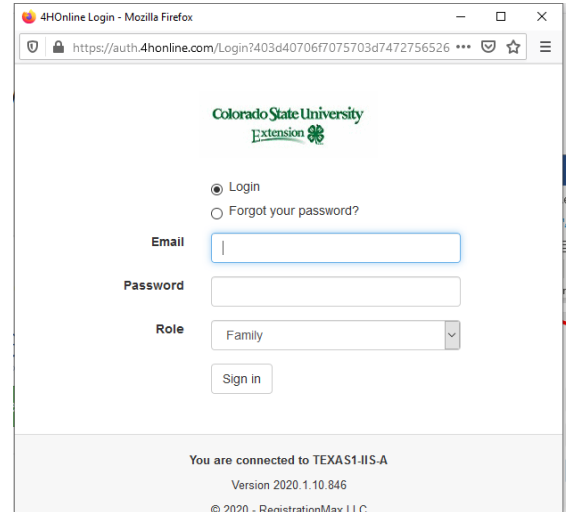 4HOnline Login - Mozilla Firefox
https://auth.4honline.com/Login?403d40706f7075703d7472756526
Colorado State University
Extension
Login
Forgot your password?
Email
Password
Role
Family
Sign in
You are connected to TEXAS1-IIS-A
Version 2020.1.10.846
© 2020 - RegistrationMax LLC